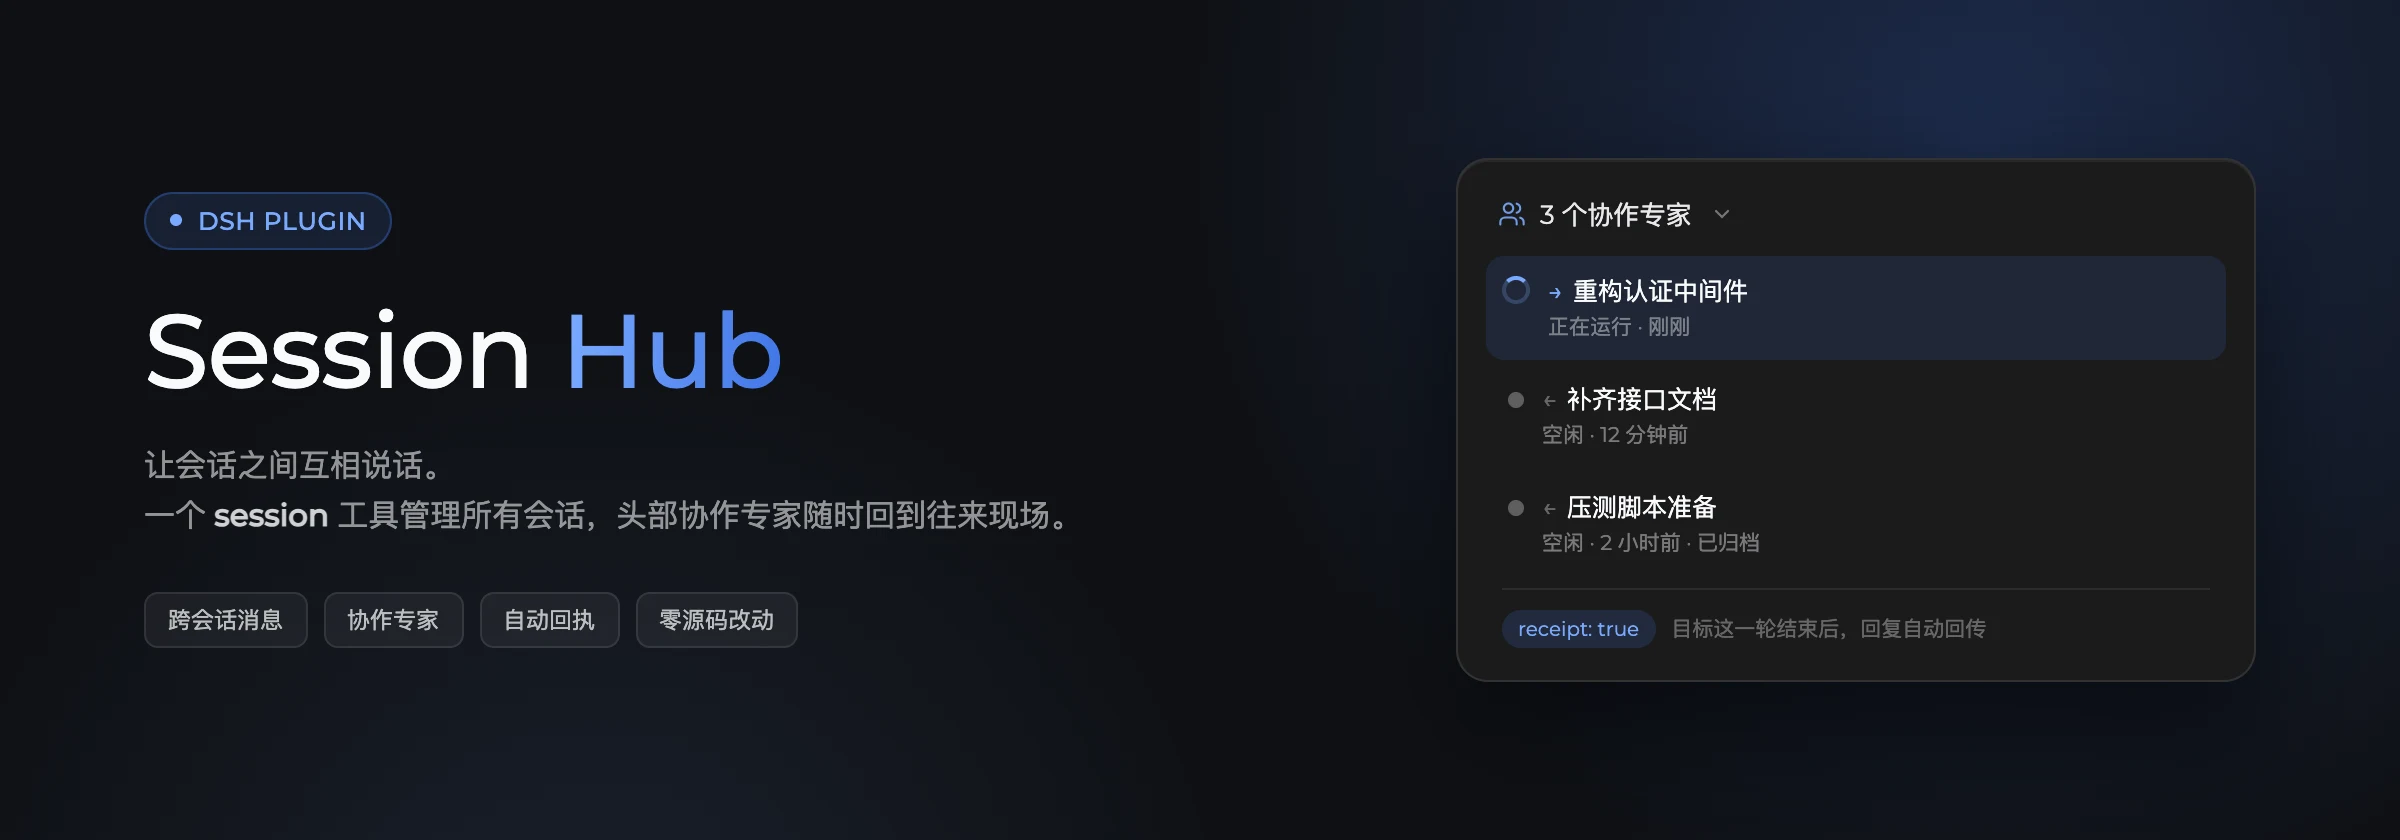 DSH PLUGIN
Session Hub
让会话之间互相说话。
一个 session 工具管理所有会话，头部协作专家随时回到往来现场。
跨会话消息
协作专家
自动回执
零源码改动
3 个协作专家
→ 重构认证中间件
正在运行 · 刚刚
← 补齐接口文档
空闲 · 12 分钟前
← 压测脚本准备
空闲 · 2 小时前 · 已归档
receipt: true 目标这一轮结束后，回复自动回传